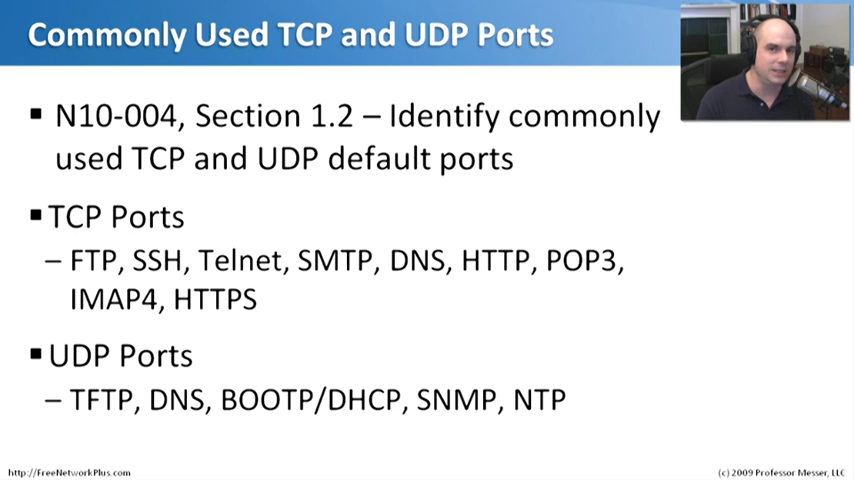 Commonly Used TCP and UDP Ports
▪ N10-004, Section 1.2 – Identify commonly
used TCP and UDP default ports
▪ TCP Ports
– FTP, SSH, Telnet, SMTP, DNS, HTTP, POP3,
IMAP4, HTTPS
▪ UDP Ports
– TFTP, DNS, BOOTP/DHCP, SNMP, NTP
http://FreeNetworkPlus.com
(c) 2009 Professor Messer, LLC